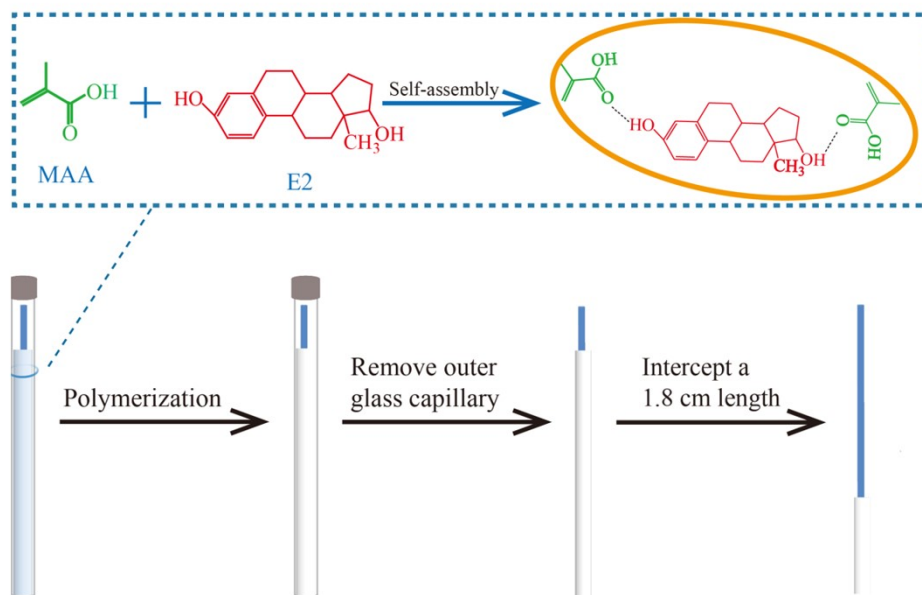 OH
O
MAA
HO
CH3
OH
E2
Self-assembly
OH
O
HO
CH3
OH
O
OH
Polymerization
Remove outer
glass capillary
Intercept a
1.8 cm length